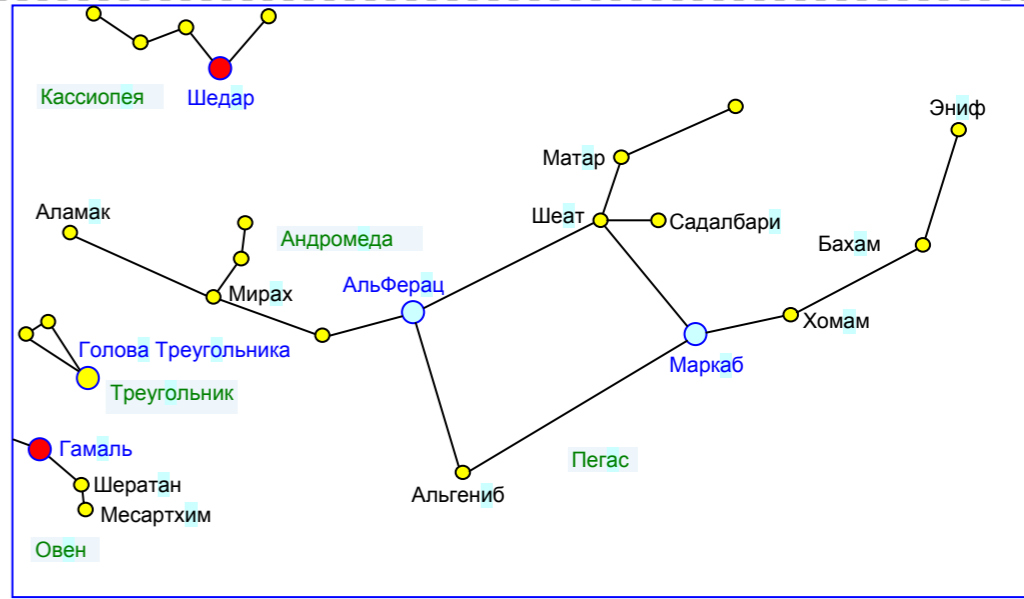 Кассиопея
Шедар
Эниф
Матар
Аламак
Шеат
Садалбари
Андромеда
Бахам
АльФерац
Мирах
Хомам
Голова Треугольника
Маркаб
Треугольник
Гамаль
Пегас
Шератан
Альгениб
Месартхим
Овен